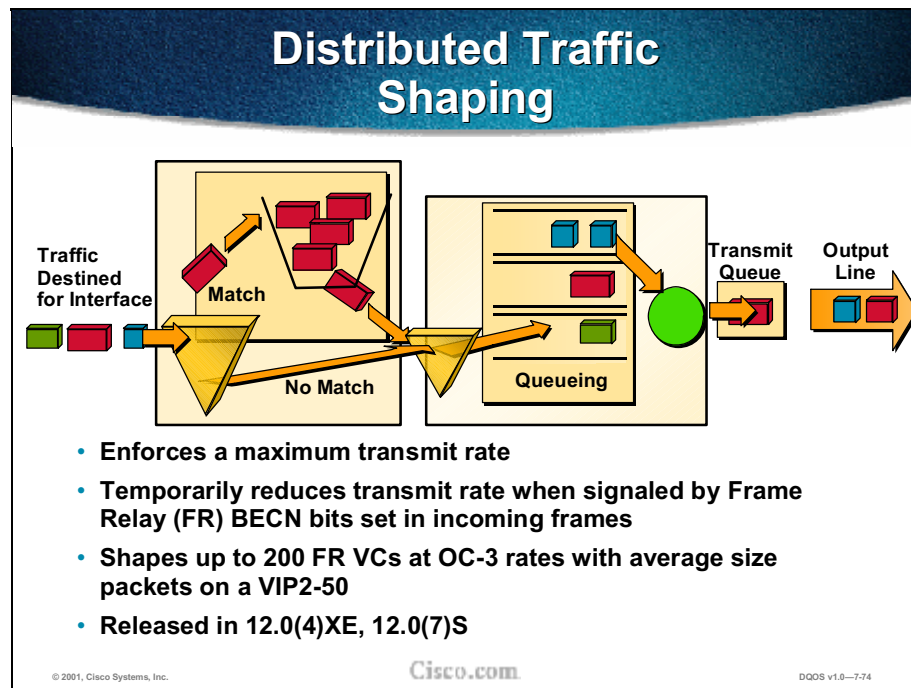 Distributed Traffic
Shaping
Traffic
Destined
for Interface
Match
No Match
Queueing
Transmit
Queue
Output
Line
• Enforces a maximum transmit rate
• Temporarily reduces transmit rate when signaled by Frame
Relay (FR) BECN bits set in incoming frames
• Shapes up to 200 FR VCs at OC-3 rates with average size
packets on a VIP2-50
• Released in 12.0(4)XE, 12.0(7)S
© 2001, Cisco Systems, Inc.
Cisco.com
DQOS v1.0—7-74